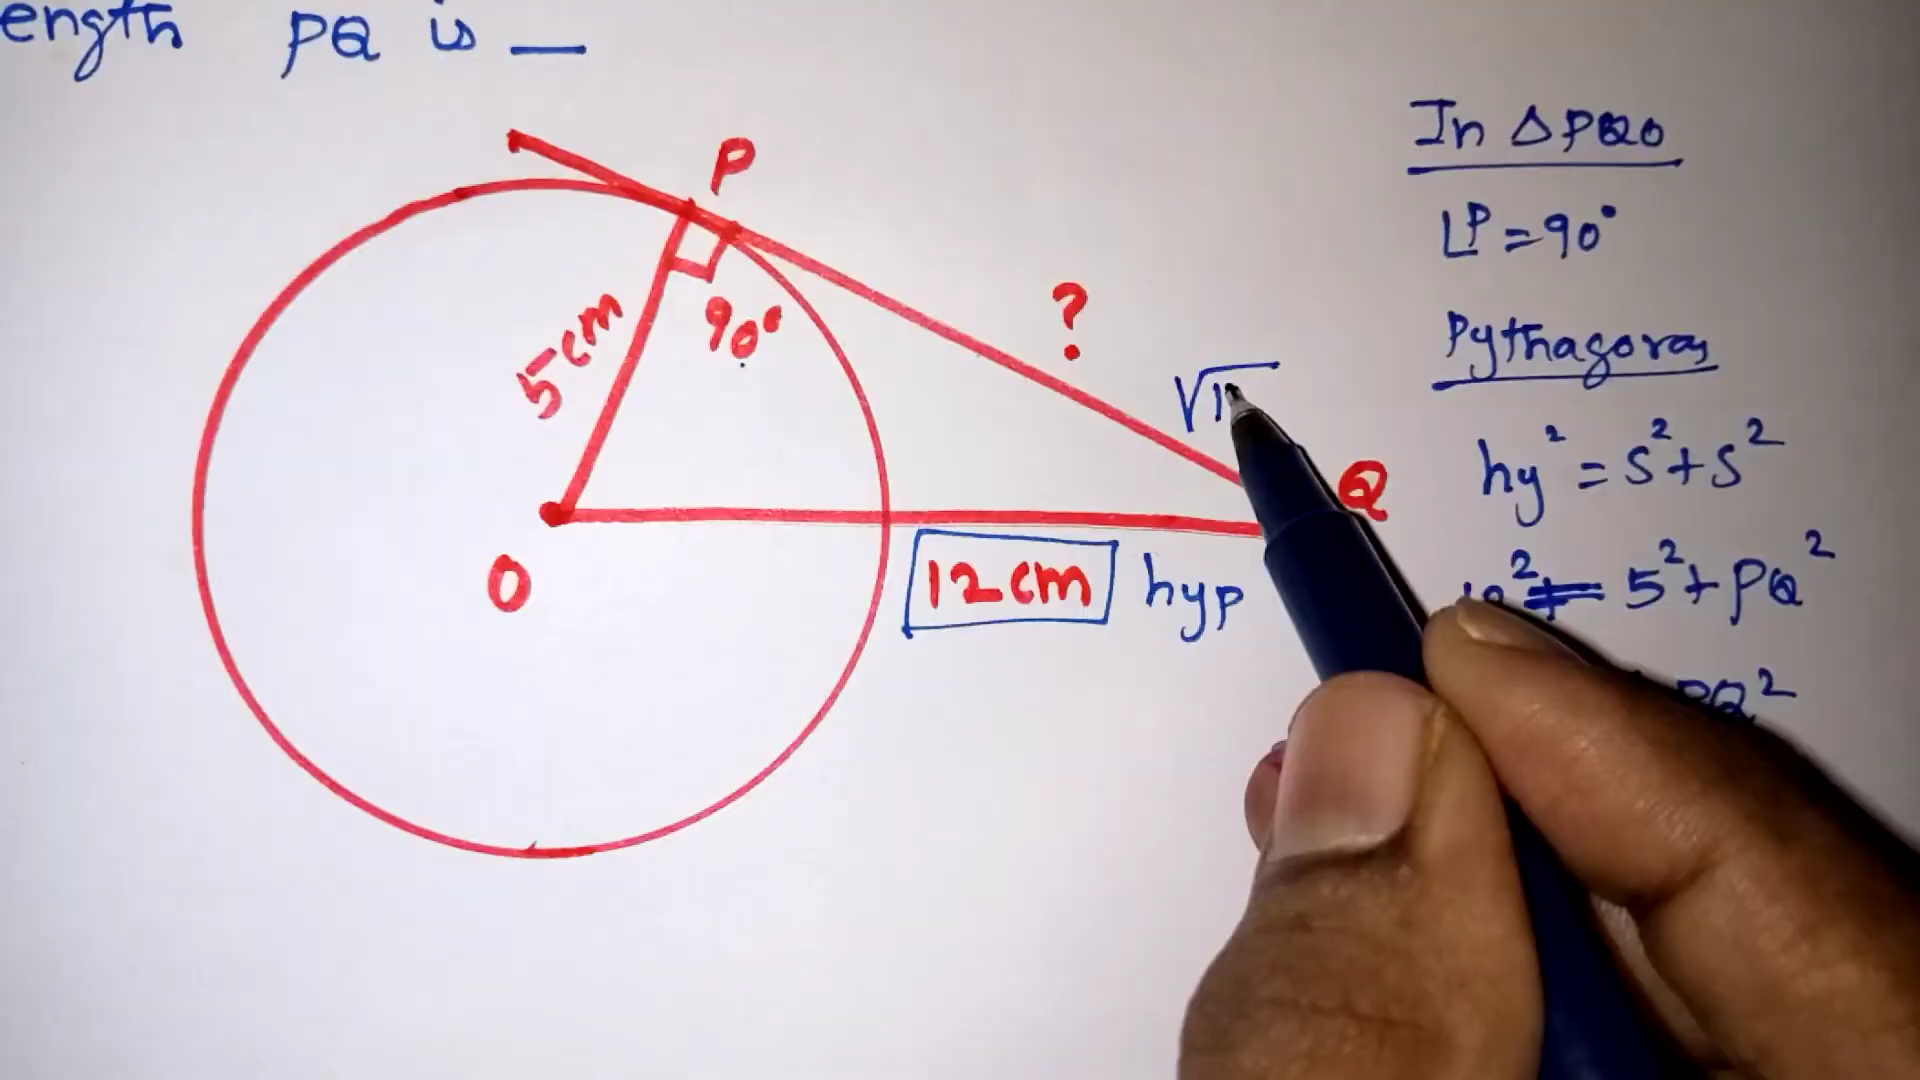 ength PQ is __
P
5cm
90°
?
√1
Q
O
12cm hyp
In △PQO
∟P = 90°
Pythagoras
hy² = S² + S²
² = 5² + PQ²
PQ²